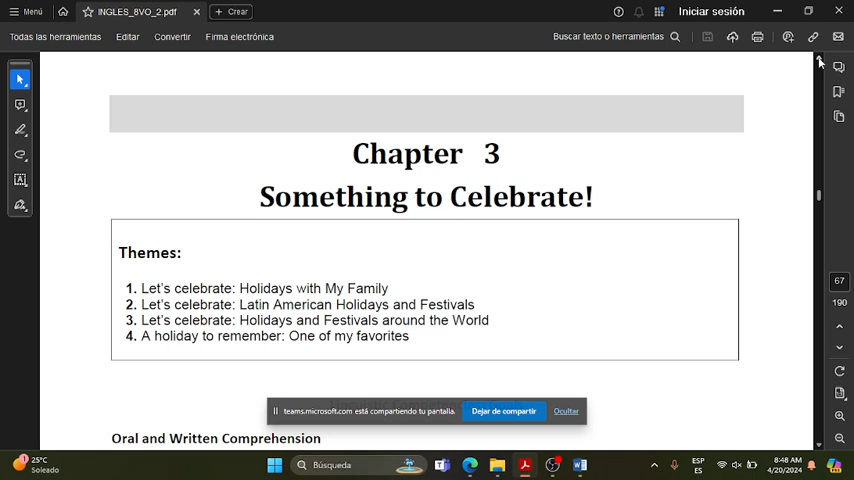 Menú
INGLES_8VO_2.pdf
+ Crear
Iniciar sesión
Todas las herramientas
Editar
Convertir
Firma electrónica
Buscar texto o herramientas
Chapter 3
Something to Celebrate!
Themes:
1. Let's celebrate: Holidays with My Family
2. Let's celebrate: Latin American Holidays and Festivals
3. Let's celebrate: Holidays and Festivals around the World
4. A holiday to remember: One of my favorites
67
190
teams.microsoft.com está compartiendo tu pantalla.
Dejar de compartir
Ocultar
Oral and Written Comprehension
1
25°C
Soleado
Búsqueda
ESP
ES
8:48 AM
4/20/2024